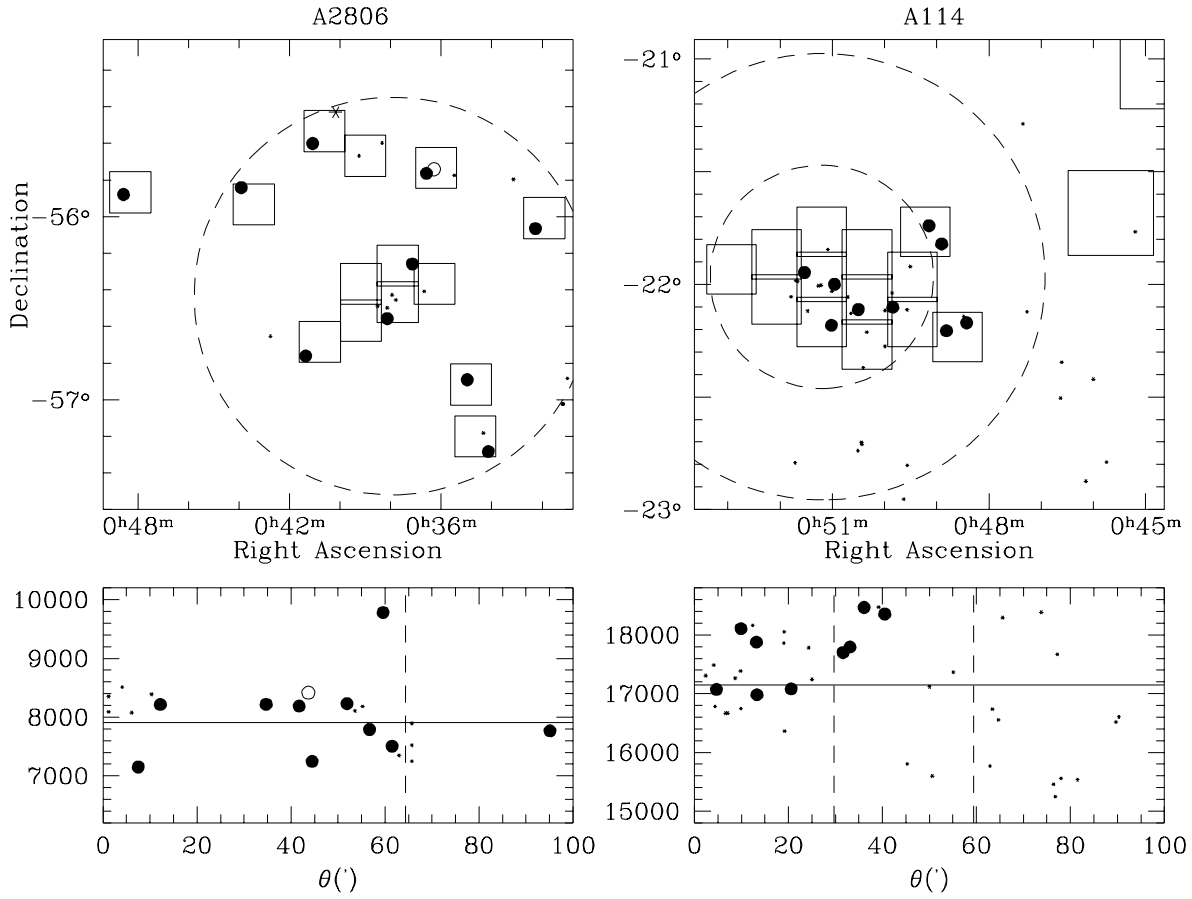 A2806
A114
Declination
−56°
−57°
0ʰ48ᵐ
0ʰ42ᵐ
0ʰ36ᵐ
Right Ascension
−21°
−22°
−23°
0ʰ51ᵐ
0ʰ48ᵐ
0ʰ45ᵐ
Right Ascension
10000
9000
8000
7000
0
20
40
60
80
100
θ(')
18000
17000
16000
15000
0
20
40
60
80
100
θ(')